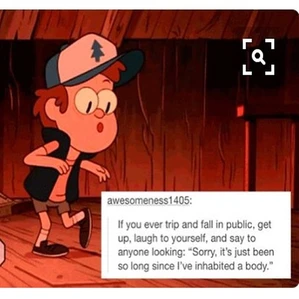 awesomeness1405:
If you ever trip and fall in public, get
up, laugh to yourself, and say to
anyone looking: “Sorry, it’s just been
so long since I’ve inhabited a body.”